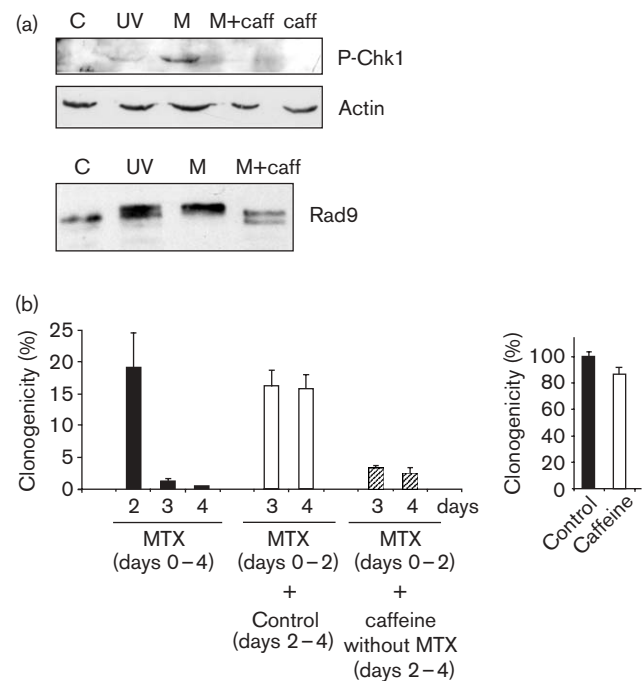 (a)
C UV M M+caff caff
P-Chk1
Actin
C UV M M+caff
Rad9
(b)
Clonogenicity (%)
25
20
15
10
5
0
2 3 4 3 4 3 4 days
MTX
(days 0–4)
MTX
(days 0–2)
+
Control
(days 2–4)
MTX
(days 0–2)
+
caffeine
without MTX
(days 2–4)
Clonogenicity (%)
100
80
60
40
20
0
Control
Caffeine